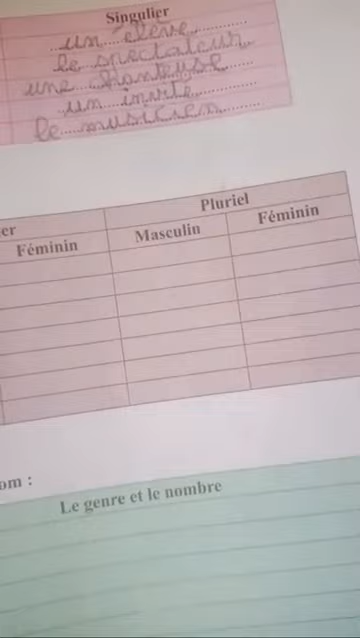 Singulier
un élève
le spectateur
une chanteuse
un invité
le musicien
er
Pluriel
Féminin
Masculin
Féminin
om :
Le genre et le nombre